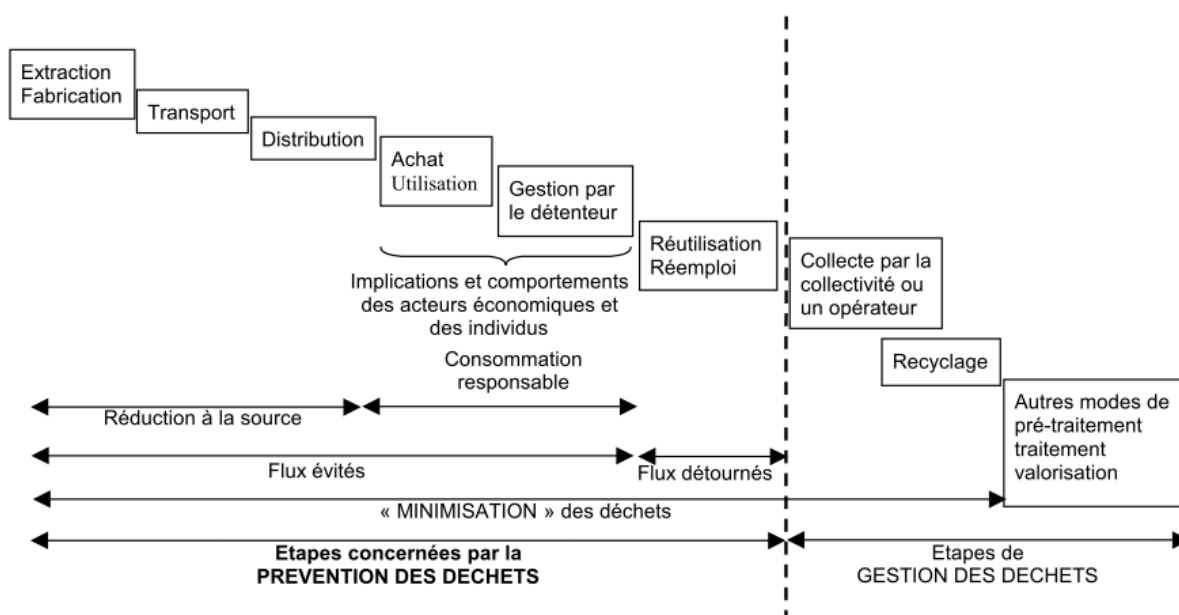 Extraction
Fabrication
Transport
Distribution
Achat
Utilisation
Gestion par
le détenteur
Réutilisation
Réemploi
Collecte par la
collectivité ou
un opérateur
Recyclage
Autres modes de
pré-traitement
traitement
valorisation
Implications et comportements
des acteurs économiques et
des individus
Consommation
responsable
Réduction à la source
Flux évités
Flux détournés
« MINIMISATION » des déchets
Etapes concernées par la
PREVENTION DES DECHETS
Etapes de
GESTION DES DECHETS